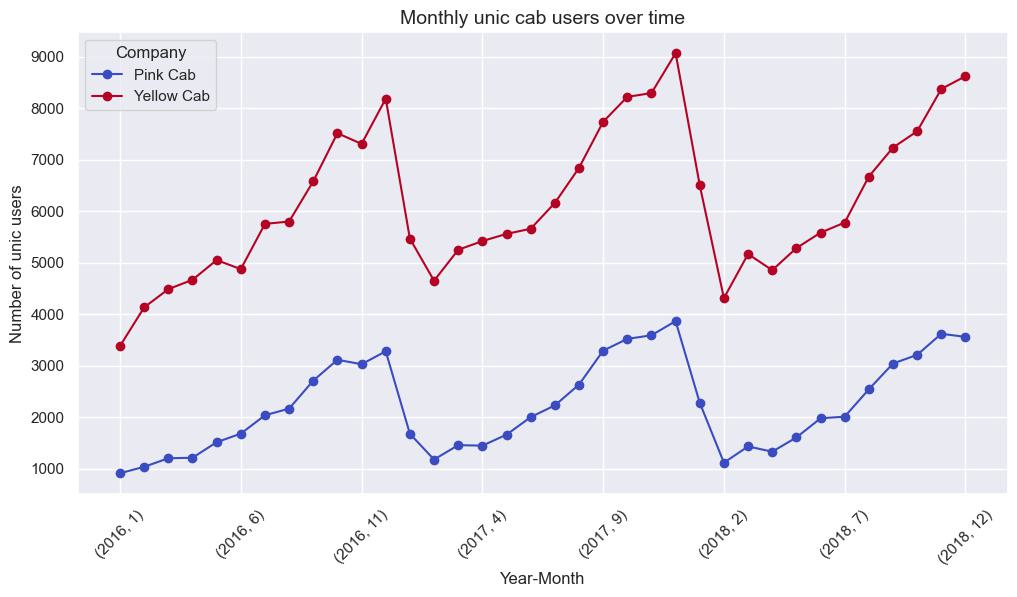 Monthly unic cab users over time
Company
Pink Cab
Yellow Cab
Number of unic users
9000
8000
7000
6000
5000
4000
3000
2000
1000
(2016, 1)
(2016, 6)
(2016, 11)
(2017, 4)
(2017, 9)
(2018, 2)
(2018, 7)
(2018, 12)
Year-Month